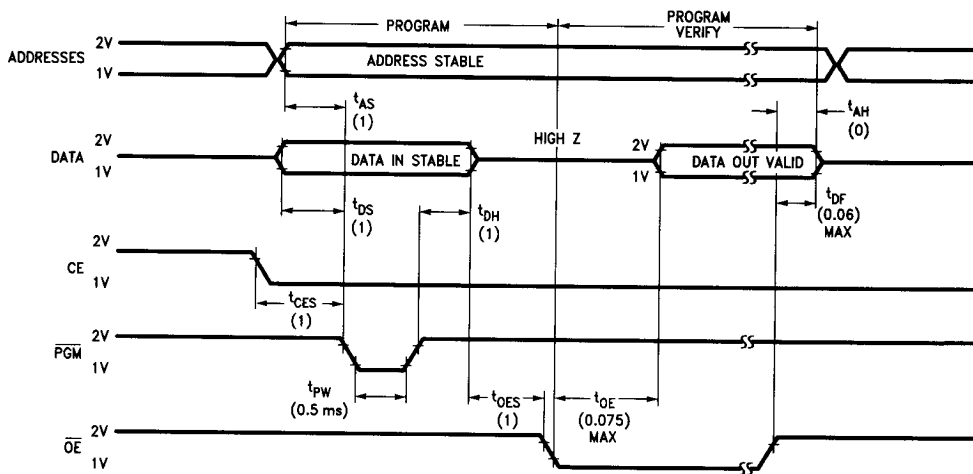 PROGRAM
PROGRAM
VERIFY
ADDRESSES
2V
1V
ADDRESS STABLE
tAS
(1)
tAH
(0)
DATA
2V
1V
DATA IN STABLE
HIGH Z
2V
1V
DATA OUT VALID
tDS
(1)
tDH
(1)
tDF
(0.06)
MAX
CE
2V
1V
tCES
(1)
PGM
2V
1V
tPW
(0.5 ms)
tOES
(1)
tOE
(0.075)
MAX
OE
2V
1V